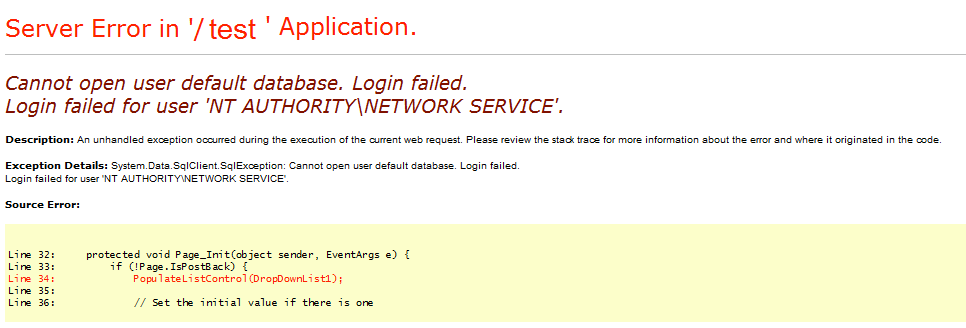 Server Error in '/ test ' Application.
Cannot open user default database. Login failed.
Login failed for user 'NT AUTHORITY\NETWORK SERVICE'.
Description: An unhandled exception occurred during the execution of the current web request. Please review the stack trace for more information about the error and where it originated in the code.
Exception Details: System.Data.SqlClient.SqlException: Cannot open user default database. Login failed.
Login failed for user 'NT AUTHORITY\NETWORK SERVICE'.
Source Error:
Line 32:     protected void Page_Init(object sender, EventArgs e) {
Line 33:         if (!Page.IsPostBack) {
Line 34:             PopulateListControl(DropDownList1);
Line 35:
Line 36:             // Set the initial value if there is one